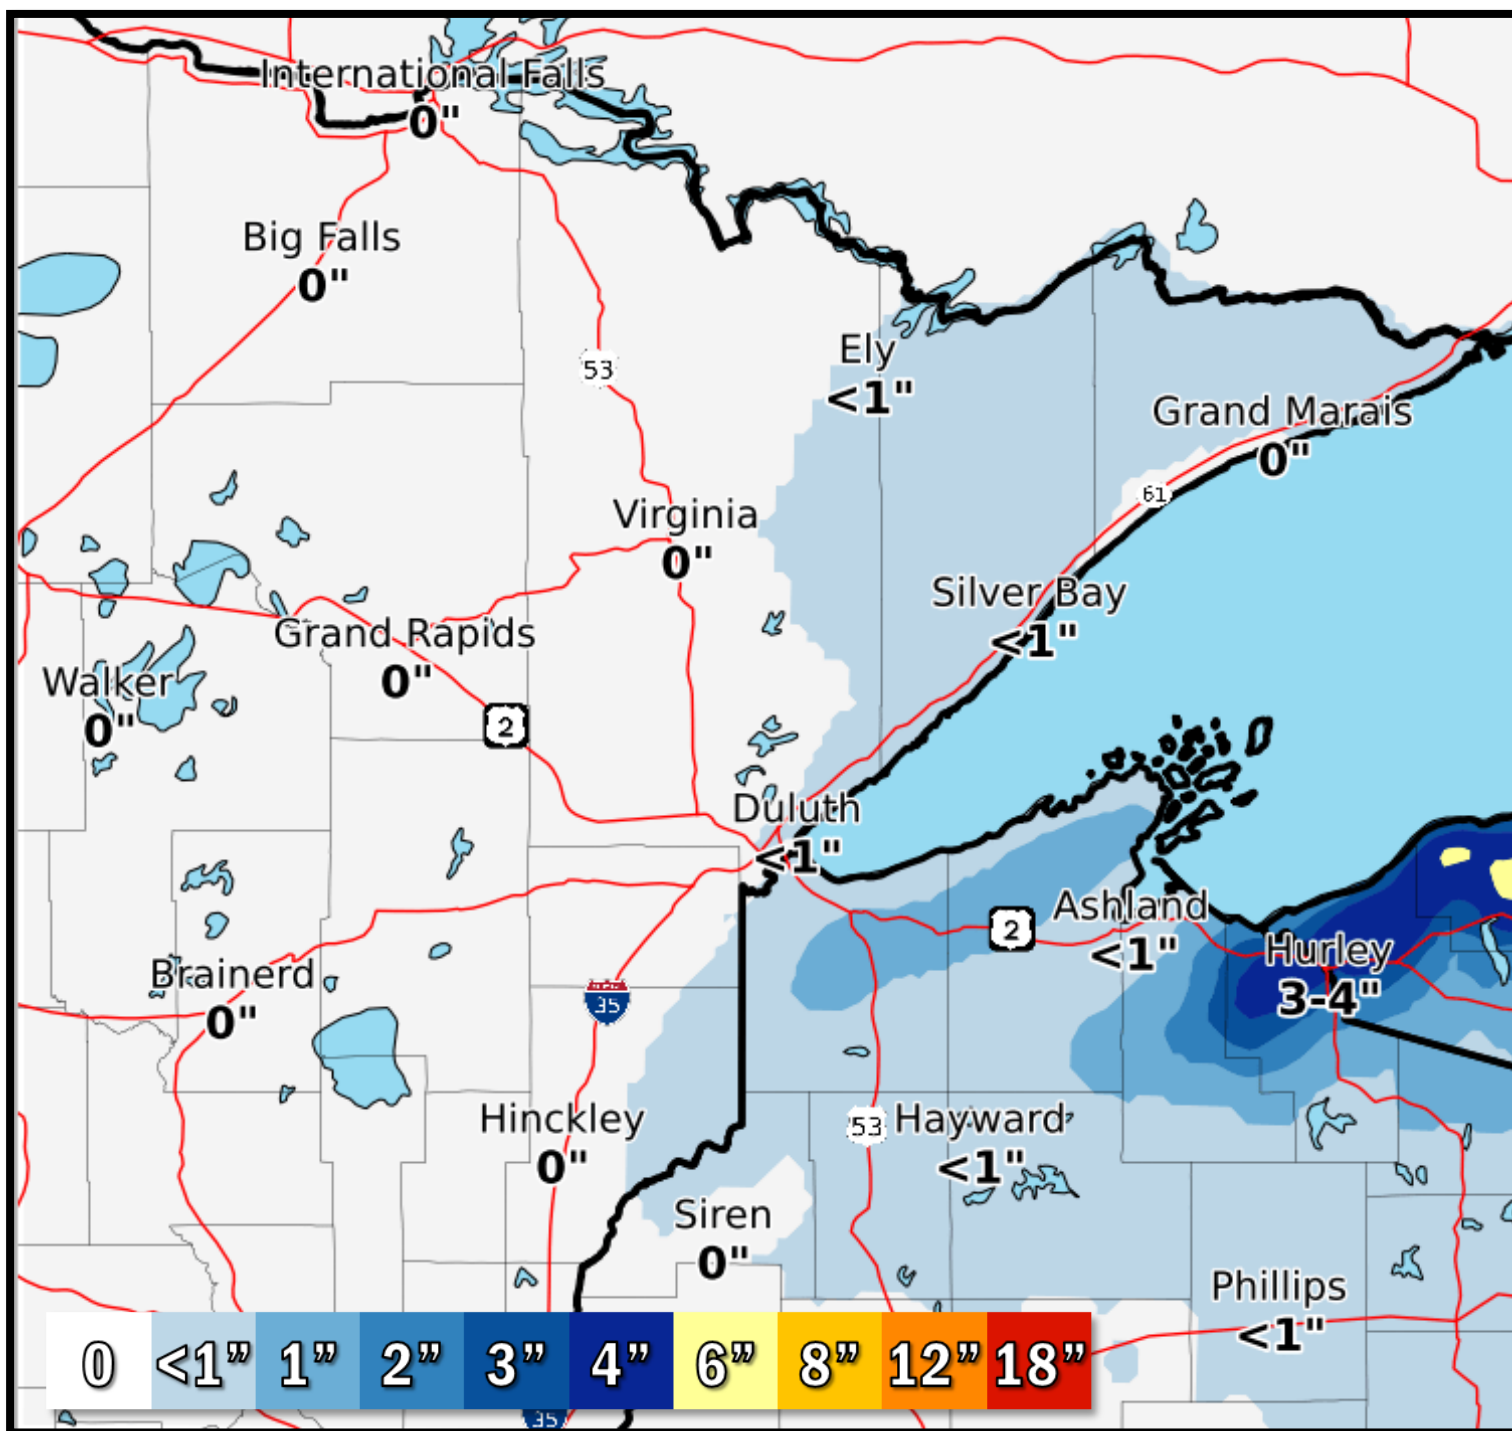 International Falls
0"
Big Falls
0"
53
Ely
<1"
Grand Marais
0"
61
Virginia
0"
Silver Bay
<1"
Grand Rapids
0"
Walker
0"
2
Duluth
<1"
Ashland
<1"
2
Hurley
3-4"
Brainerd
0"
35
Hinckley
0"
53
Hayward
<1"
Siren
0"
Phillips
<1"
0 <1” 1” 2” 3” 4” 6” 8” 12” 18”
35